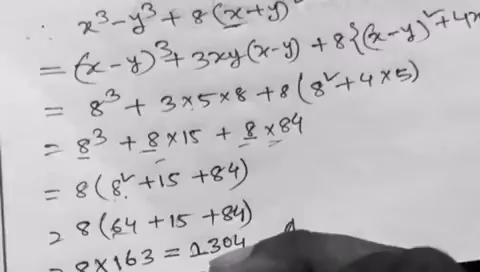 ∴ x³ - y³ + 8(x+y)²
= (x-y)³ + 3xy(x-y) + 8{(x-y)² + 4x
= 8³ + 3×5×8 + 8(8² + 4×5)
= 8³ + 8×15 + 8×84
= 8(8² + 15 + 84)
= 8(64 + 15 + 84)
= 8×163 = 1304